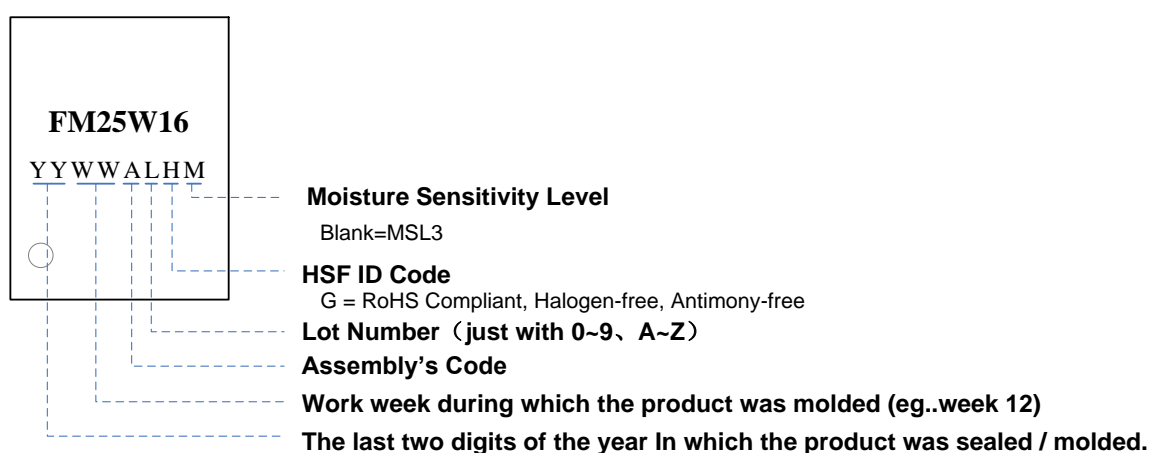 FM25W16
YYWWALHM
Moisture Sensitivity Level
Blank=MSL3
HSF ID Code
G = RoHS Compliant, Halogen-free, Antimony-free
Lot Number（just with 0~9、A~Z）
Assembly's Code
Work week during which the product was molded (eg..week 12)
The last two digits of the year In which the product was sealed / molded.